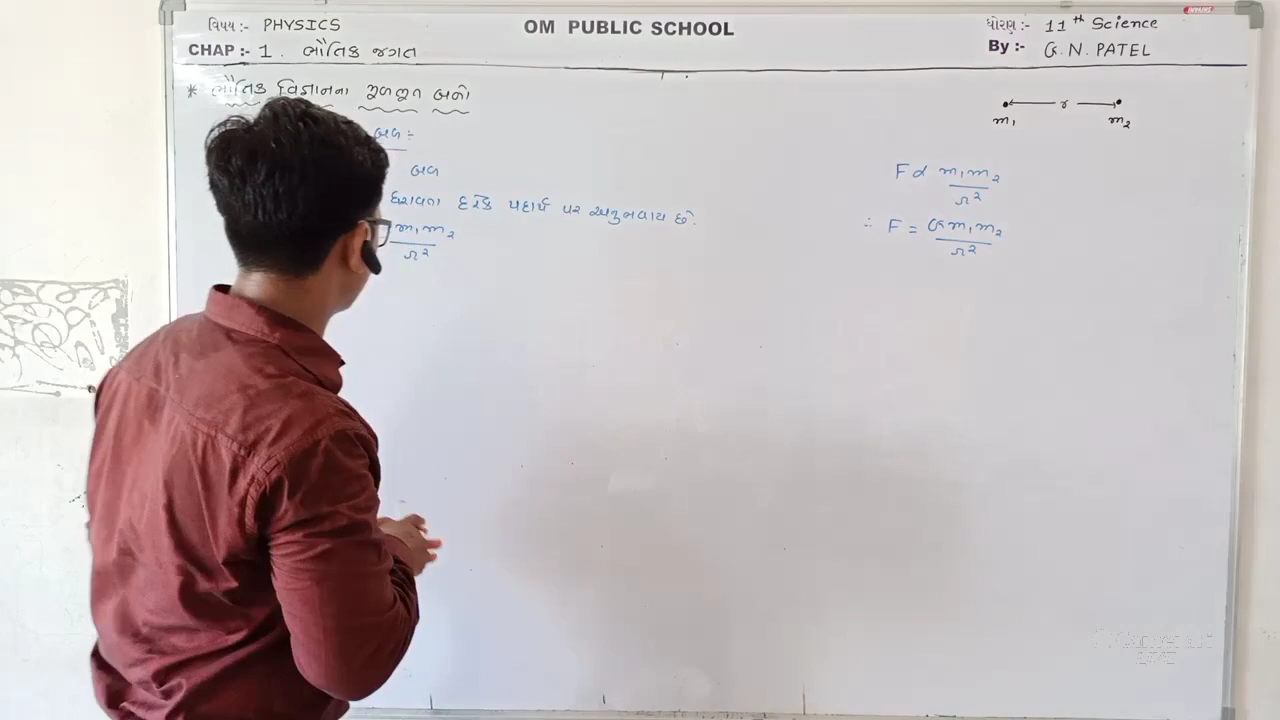 વિષય :- PHYSICS
OM PUBLIC SCHOOL
ધોરણ :- 11th Science
CHAP :- 1. ભૌતિક જગત
By :- G. N. PATEL
* ભૌતિક વિજ્ઞાનના મુળભુત બળો
બળ :-
બળ
ધરાવતા દરેક પદાર્થ પર અનુભવાય છે.
m₁m₂
r²
m₁ r m₂
F ∝ m₁m₂
r²
∴ F = Gm₁m₂
r²